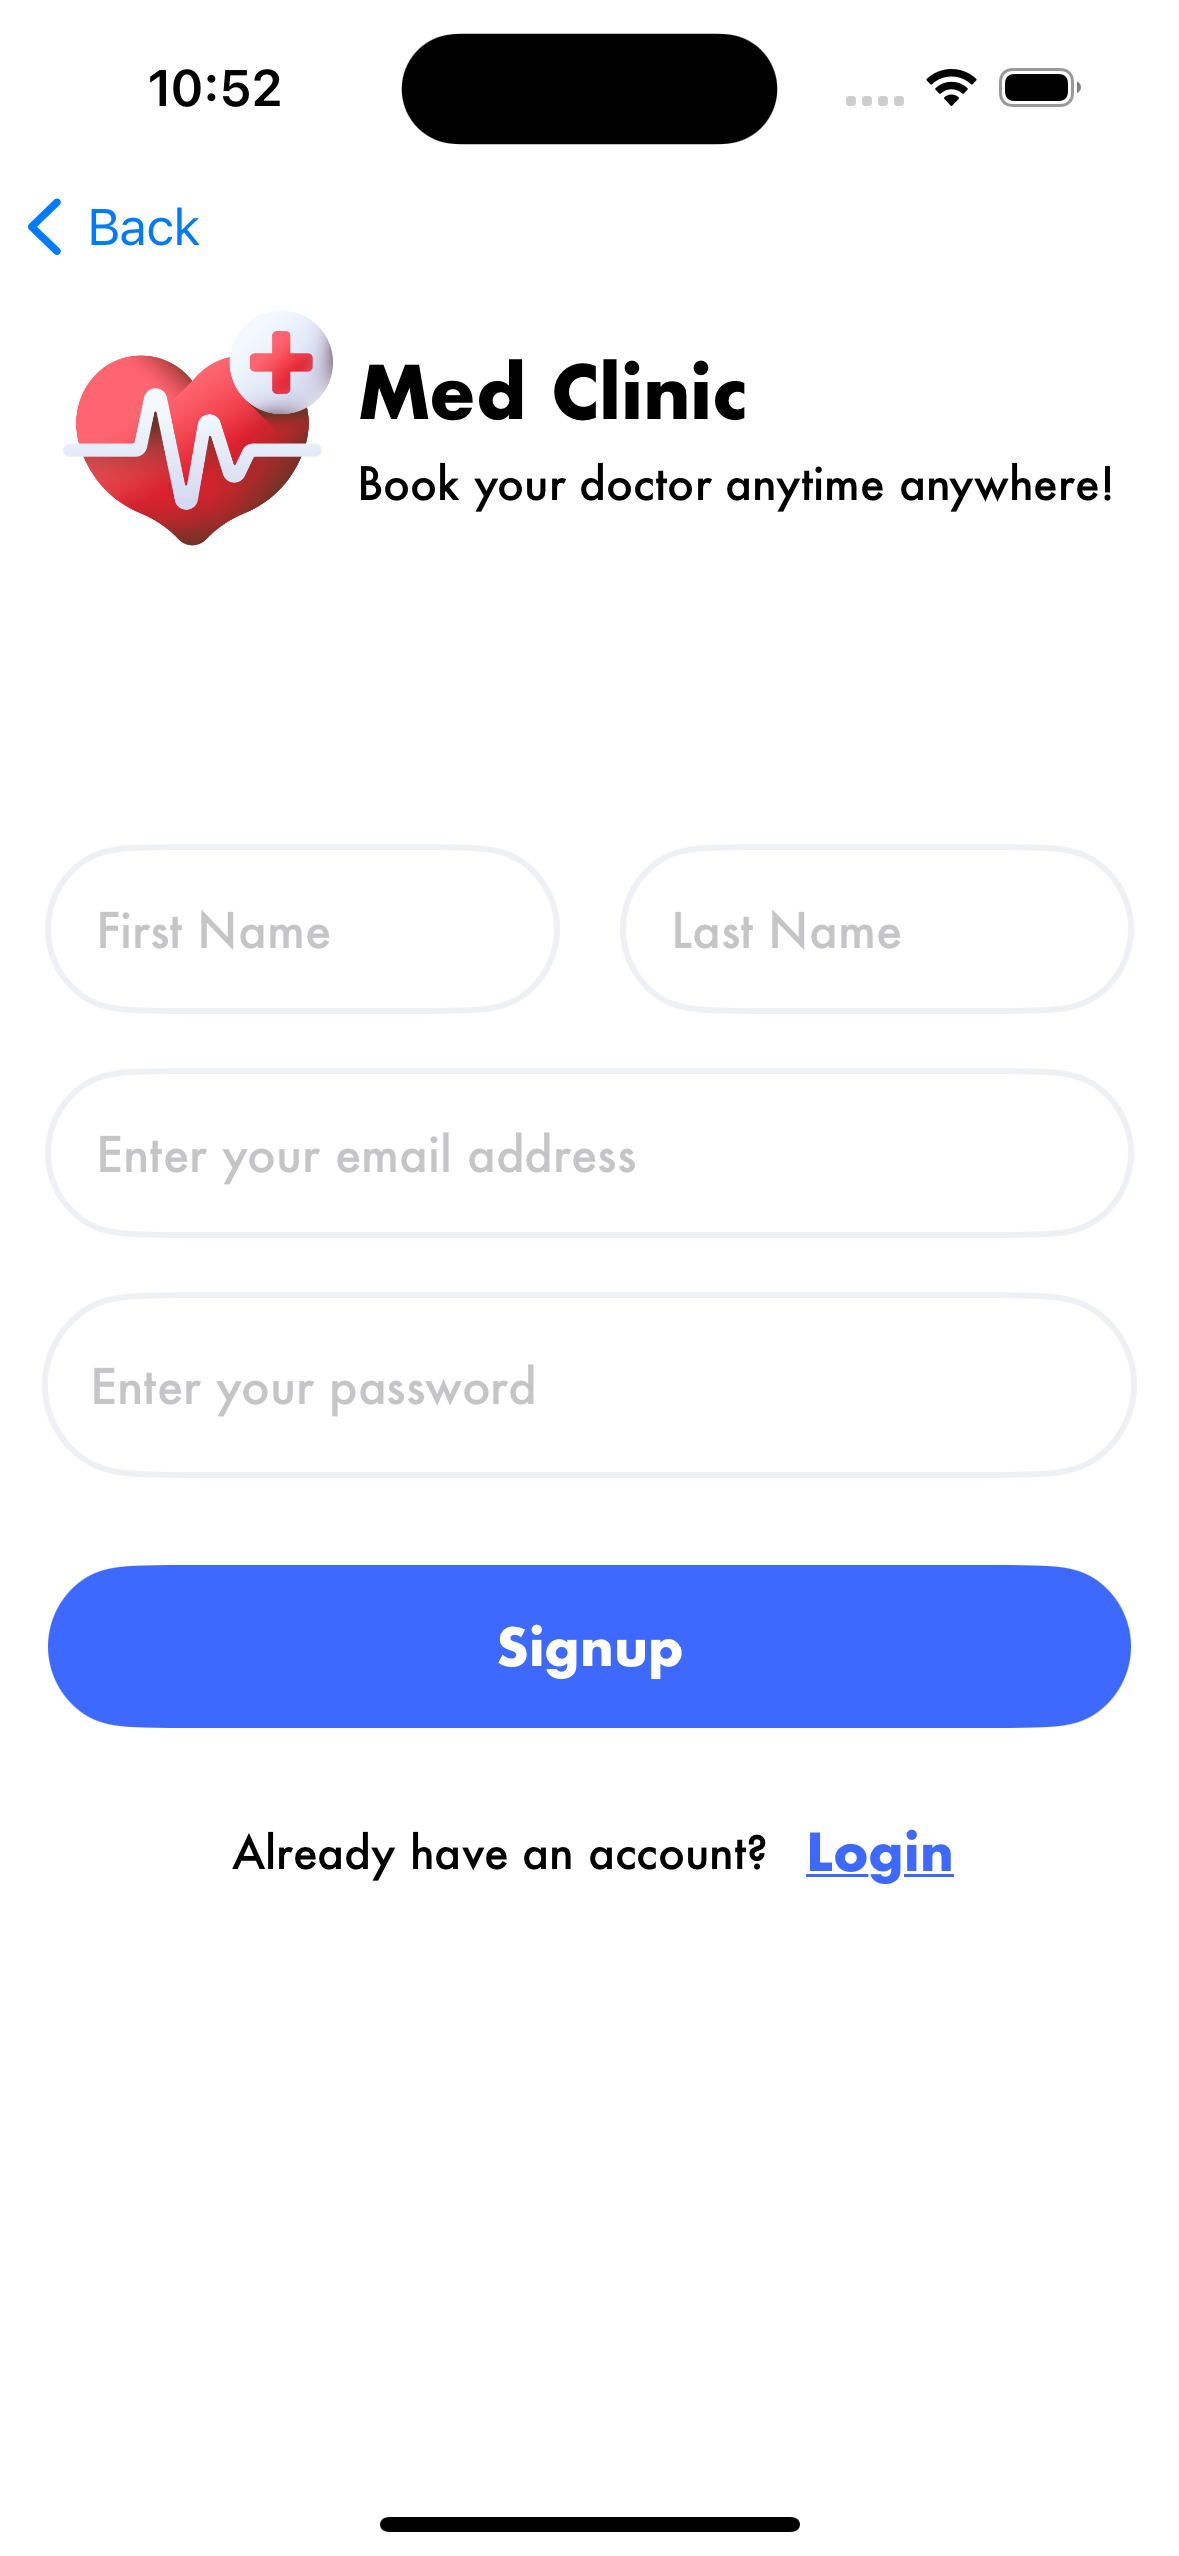 10:52
Back
Med Clinic
Book your doctor anytime anywhere!
First Name
Last Name
Enter your email address
Enter your password
Signup
Already have an account? Login